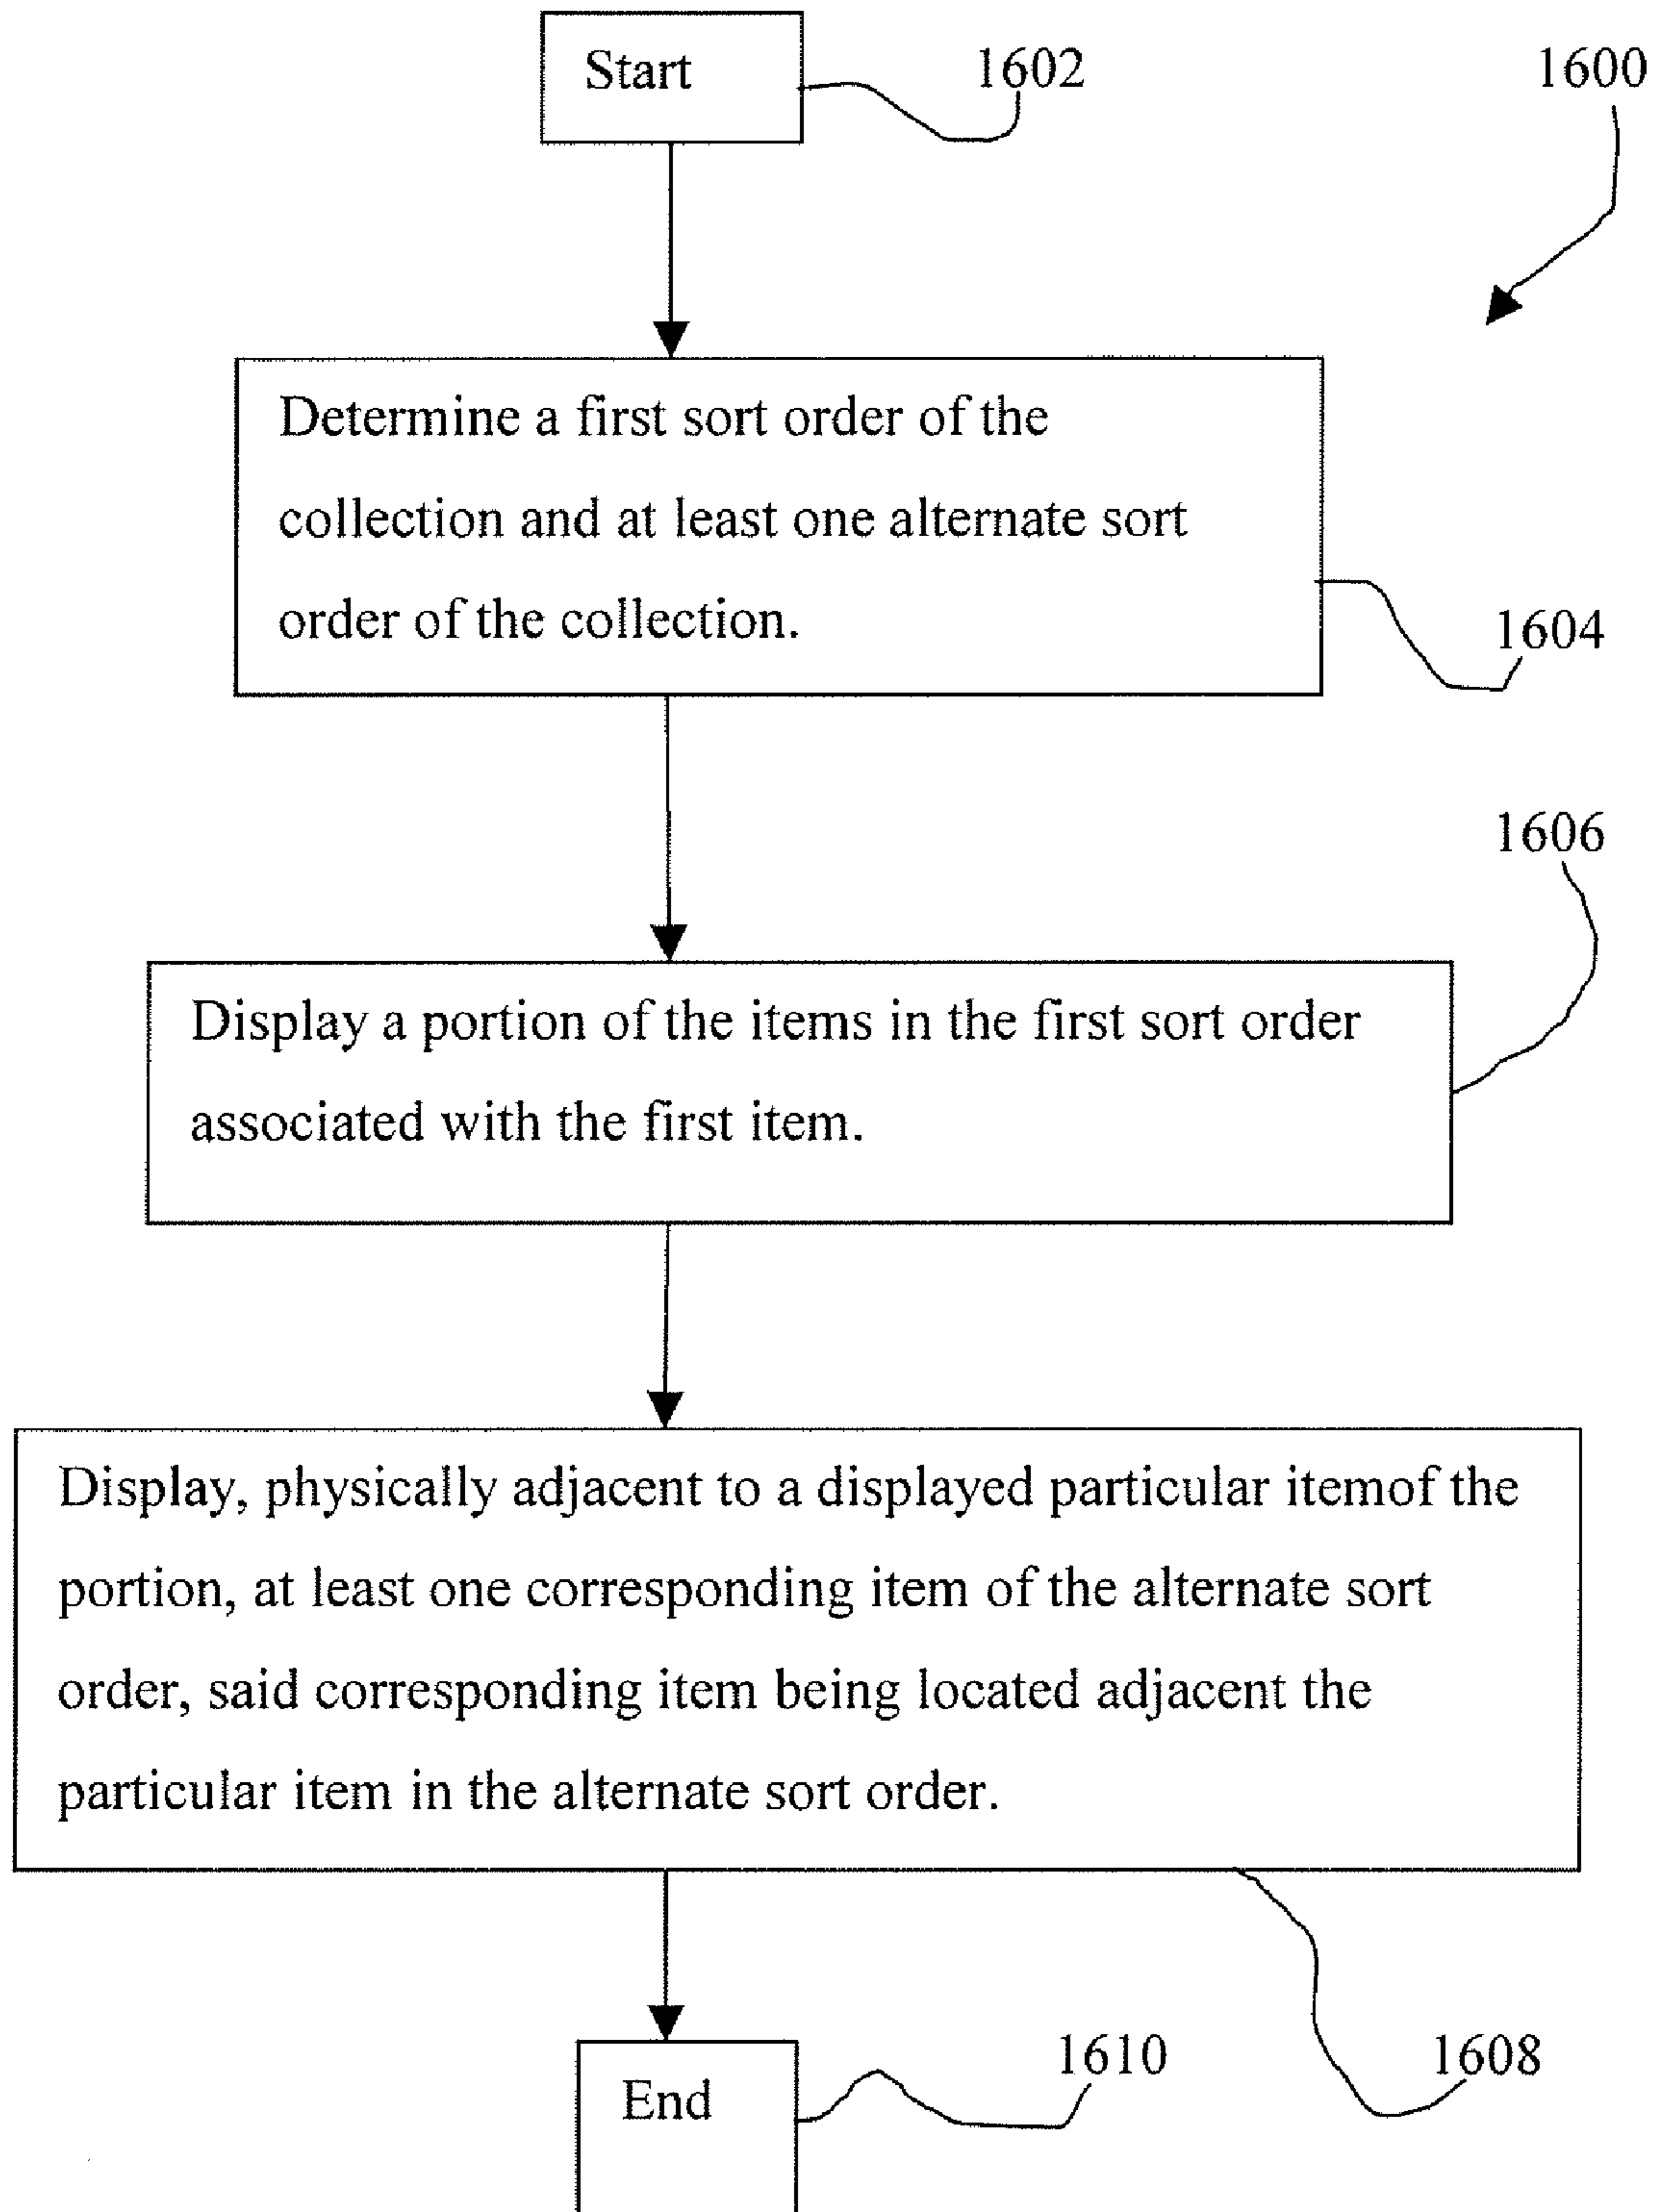 Start
1602
1600
Determine a first sort order of the
collection and at least one alternate sort
order of the collection.
1604
1606
Display a portion of the items in the first sort order
associated with the first item.
Display, physically adjacent to a displayed particular itemof the
portion, at least one corresponding item of the alternate sort
order, said corresponding item being located adjacent the
particular item in the alternate sort order.
1610
1608
End